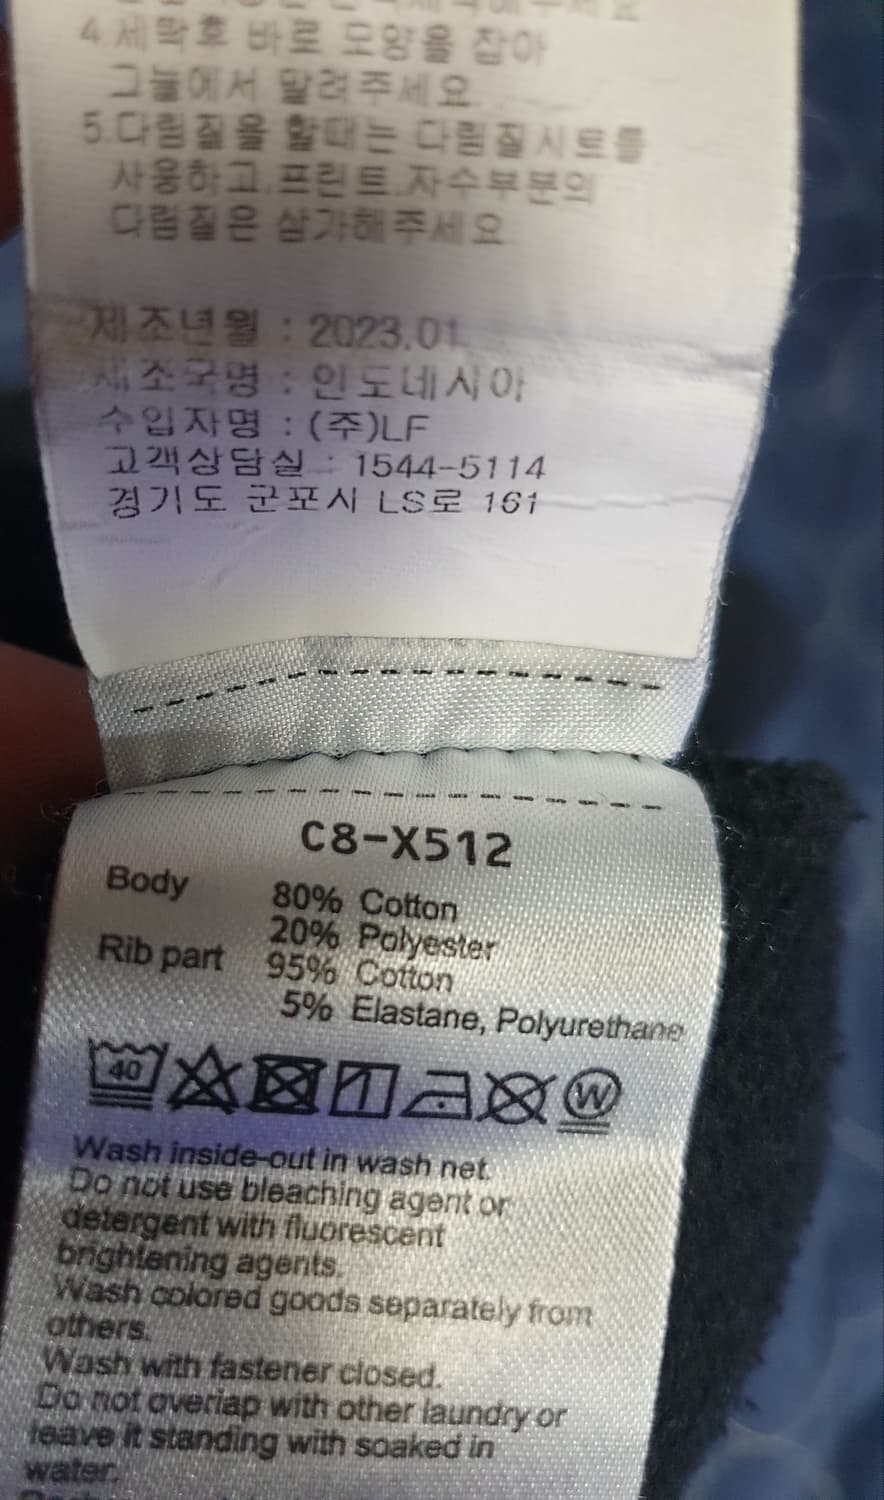 4.세탁후 바로 모양을 잡아
그늘에서 말려주세요.
5.다림질을 할때는 다림질시트를
사용하고.프린트.자수부분의
다림질은 삼가해주세요
제조년월 : 2023.01
제조국명 : 인도네시아
수입자명 : (주)LF
고객상담실 : 1544-5114
경기도 군포시 LS로 161
C8-X512
Body 80% Cotton
20% Polyester
Rib part 95% Cotton
5% Elastane, Polyurethane
40 W
Wash inside-out in wash net.
Do not use bleaching agent or
detergent with fluorescent
brightening agents.
Wash colored goods separately from
others.
Wash with fastener closed.
Do not overlap with other laundry or
leave it standing with soaked in
water.